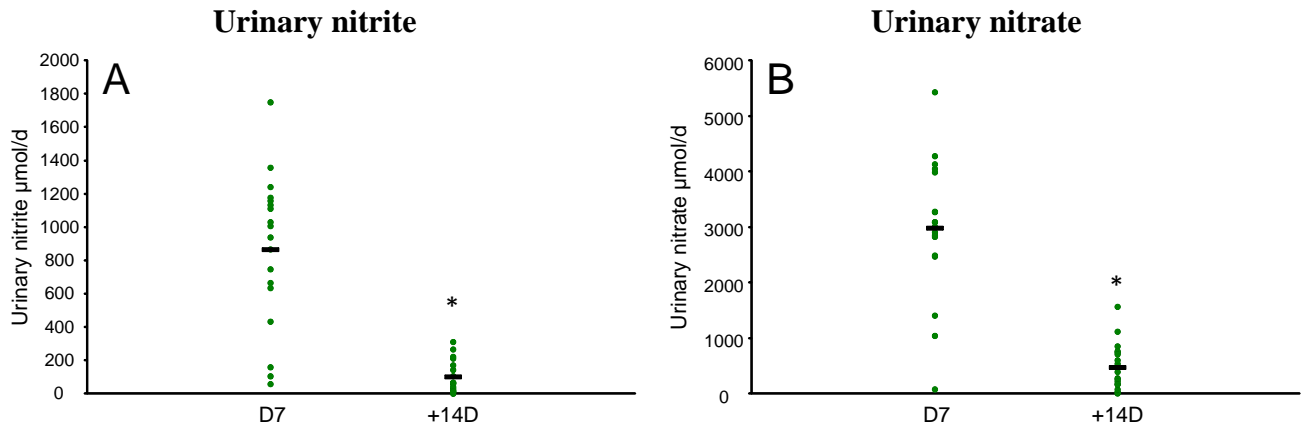 Urinary nitrite
A
Urinary nitrite µmol/d
2000
1800
1600
1400
1200
1000
800
600
400
200
0
*
D7
+14D
Urinary nitrate
B
Urinary nitrate µmol/d
6000
5000
4000
3000
2000
1000
0
*
D7
+14D